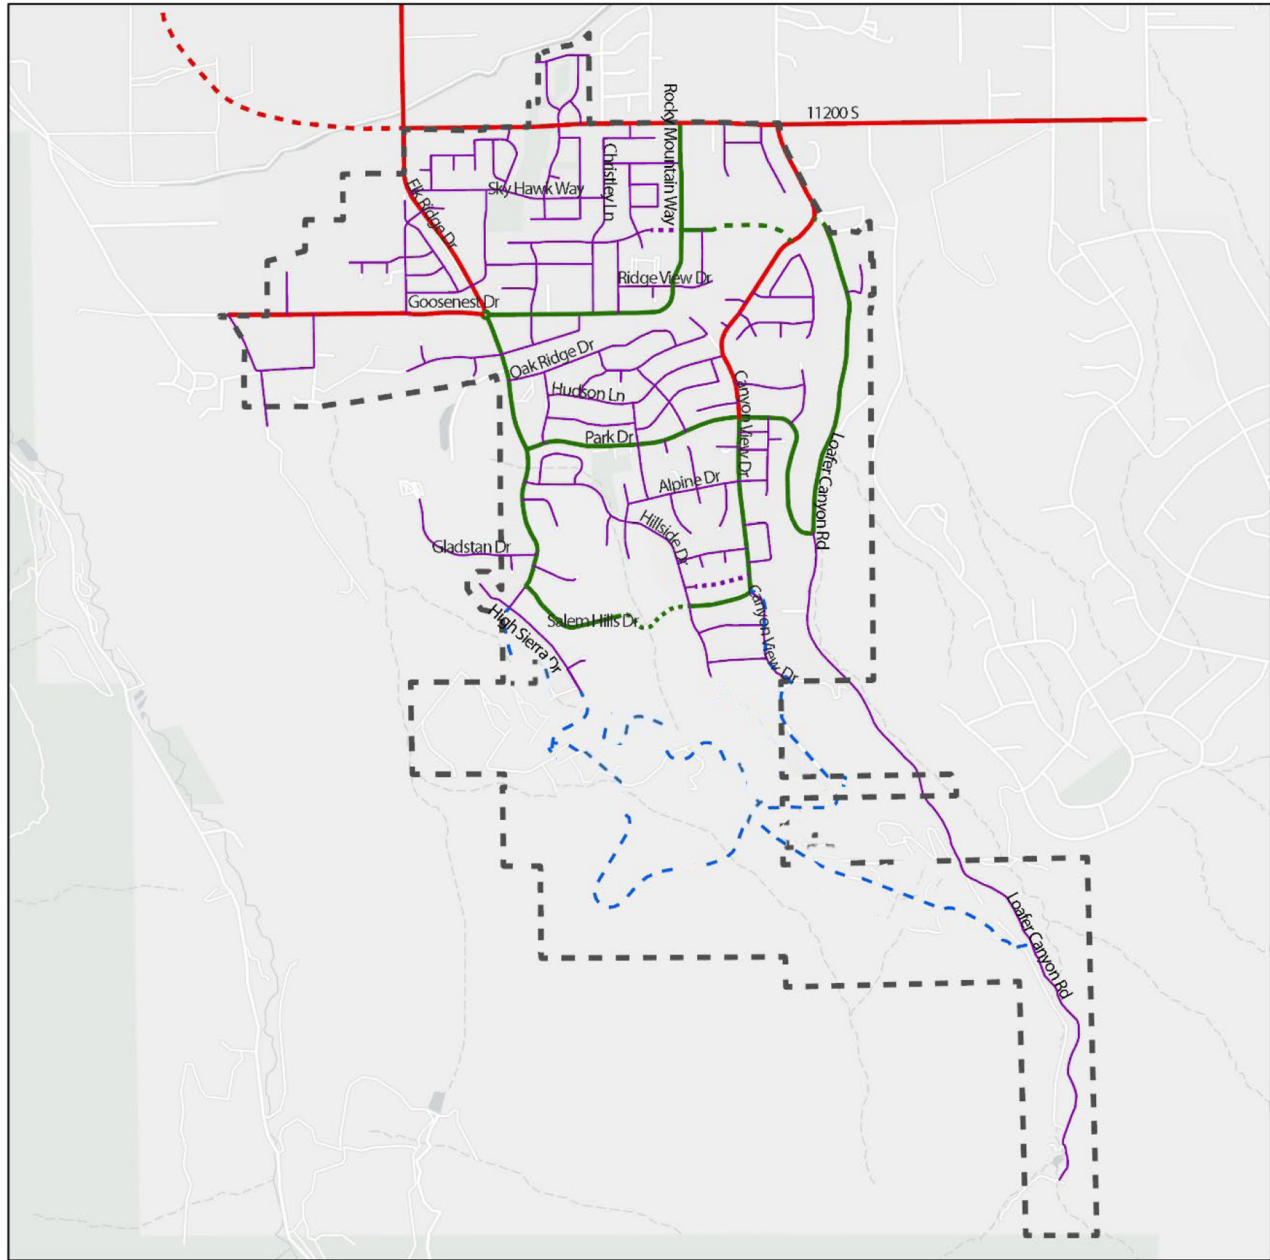 11200 S
Rocky Mountain Way
Christley Ln
Sky Hawk Way
Elk Ridge Dr
Ridge View Dr
Goosenest Dr
Oak Ridge Dr
Hudson Ln
Canyon View Dr
Park Dr
Loafer Canyon Rd
Alpine Dr
Hillside Dr
Gladstan Dr
Canyon View Dr
Salem Hills Dr
High Sierra Dr
Loafer Canyon Rd